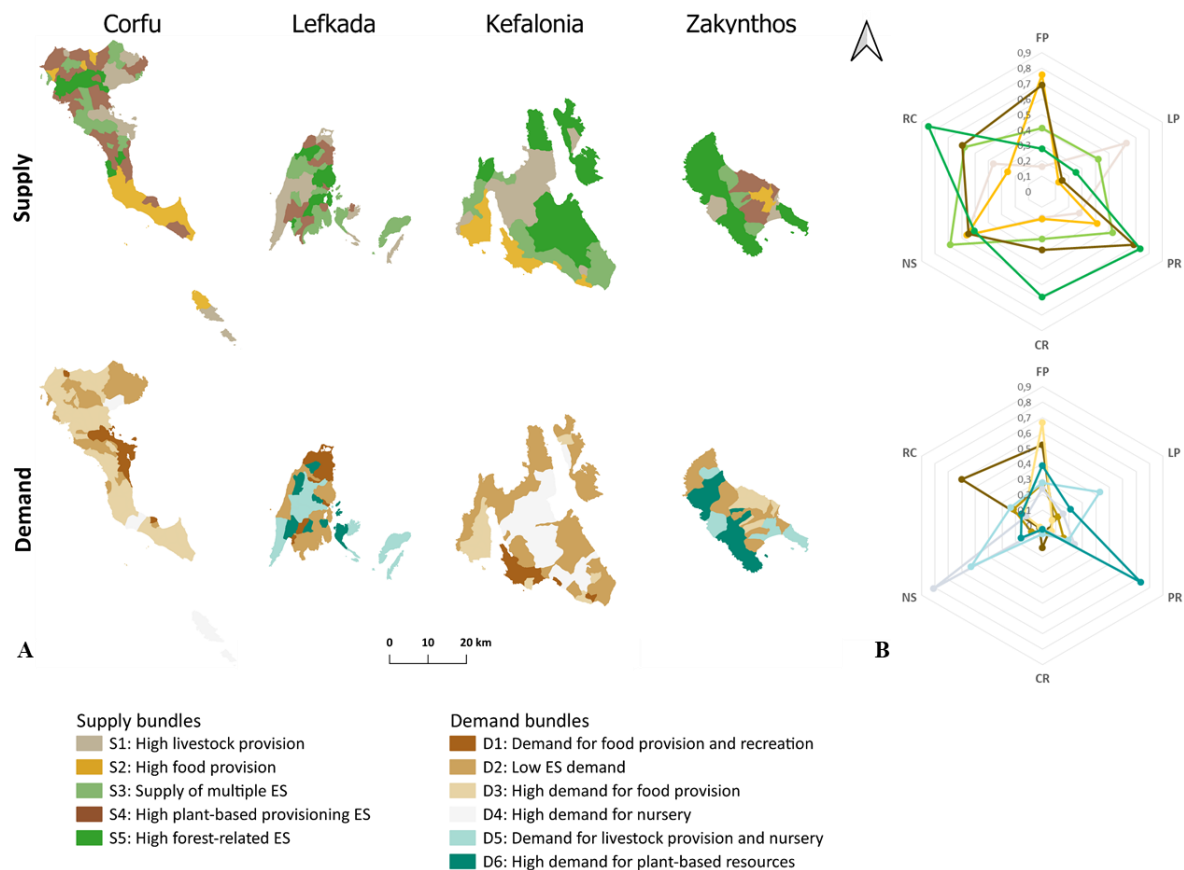 Corfu
Lefkada
Kefalonia
Zakynthos
Supply
Demand
FP
0,9
0,8
0,7
0,6
0,5
0,4
0,3
0,2
0,1
0
RC
LP
NS
PR
CR
FP
0,9
0,8
0,7
0,6
0,5
0,4
0,3
0,2
0,1
RC
LP
NS
PR
CR
A
0 10 20 km
B
Supply bundles
S1: High livestock provision
S2: High food provision
S3: Supply of multiple ES
S4: High plant-based provisioning ES
S5: High forest-related ES
Demand bundles
D1: Demand for food provision and recreation
D2: Low ES demand
D3: High demand for food provision
D4: High demand for nursery
D5: Demand for livestock provision and nursery
D6: High demand for plant-based resources